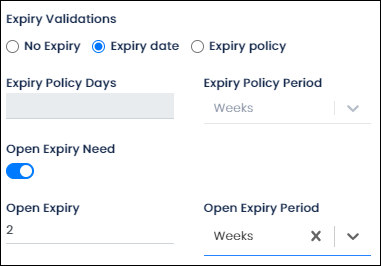 Expiry Validations
No Expiry Expiry date Expiry policy
Expiry Policy Days Expiry Policy Period
Weeks
Open Expiry Need
Open Expiry Open Expiry Period
2 Weeks